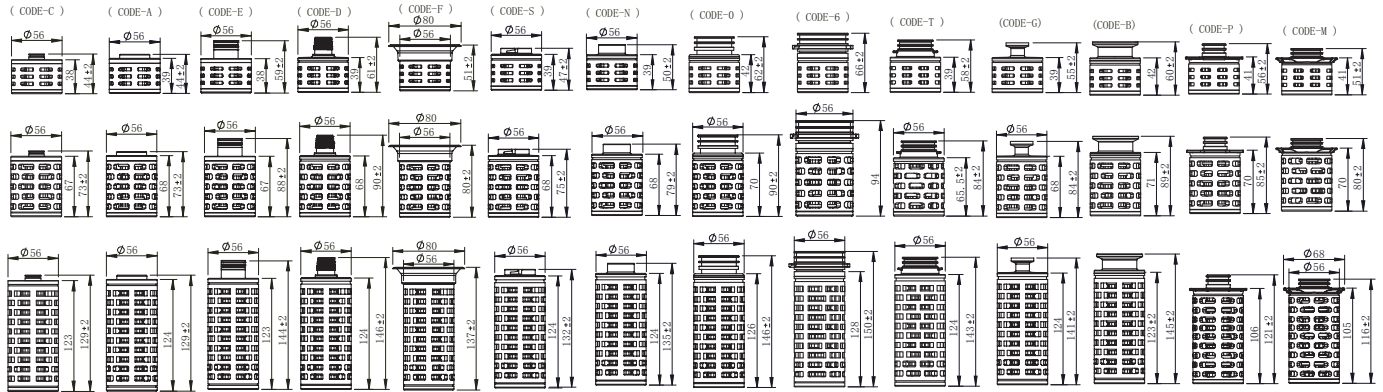 ( CODE-C) ( CODE-A) ( CODE-E) ( CODE-D) ( CODE-F) ( CODE-S) ( CODE-N) ( CODE-O) ( CODE-6) ( CODE-T) (CODE-G) (CODE-B) ( CODE-P ) ( CODE-M )
Ø56 Ø56 Ø56 Ø56 Ø80 Ø56 Ø56 Ø56
38 44±2 39 44±2 38 59±2 39 61±2 51±2 39 47±2 39 50±2 42 62±2 66±2 39 58±2 39 55±2 42 60±2 41 56±2 41 51±2
Ø56 Ø56 Ø56 Ø56 Ø80 Ø56 Ø56 Ø56 Ø56 Ø56 Ø56 Ø56
67 73±2 68 73±2 67 88±2 68 90±2 80±2 68 75±2 68 79±2 70 90±2 94 65.5±2 84±2 68 84±2 71 89±2 70 85±2 70 80±2
Ø56 Ø56 Ø56 Ø56 Ø80 Ø56 Ø56 Ø56 Ø56 Ø56 Ø56 Ø56 Ø68 Ø56
123 129±2 124 129±2 123 144±2 124 146±2 137±2 124 132±2 124 135±2 126 146±2 128 150±2 124 143±2 124 141±2 123±2 145±2 106 121±2 105 116±2